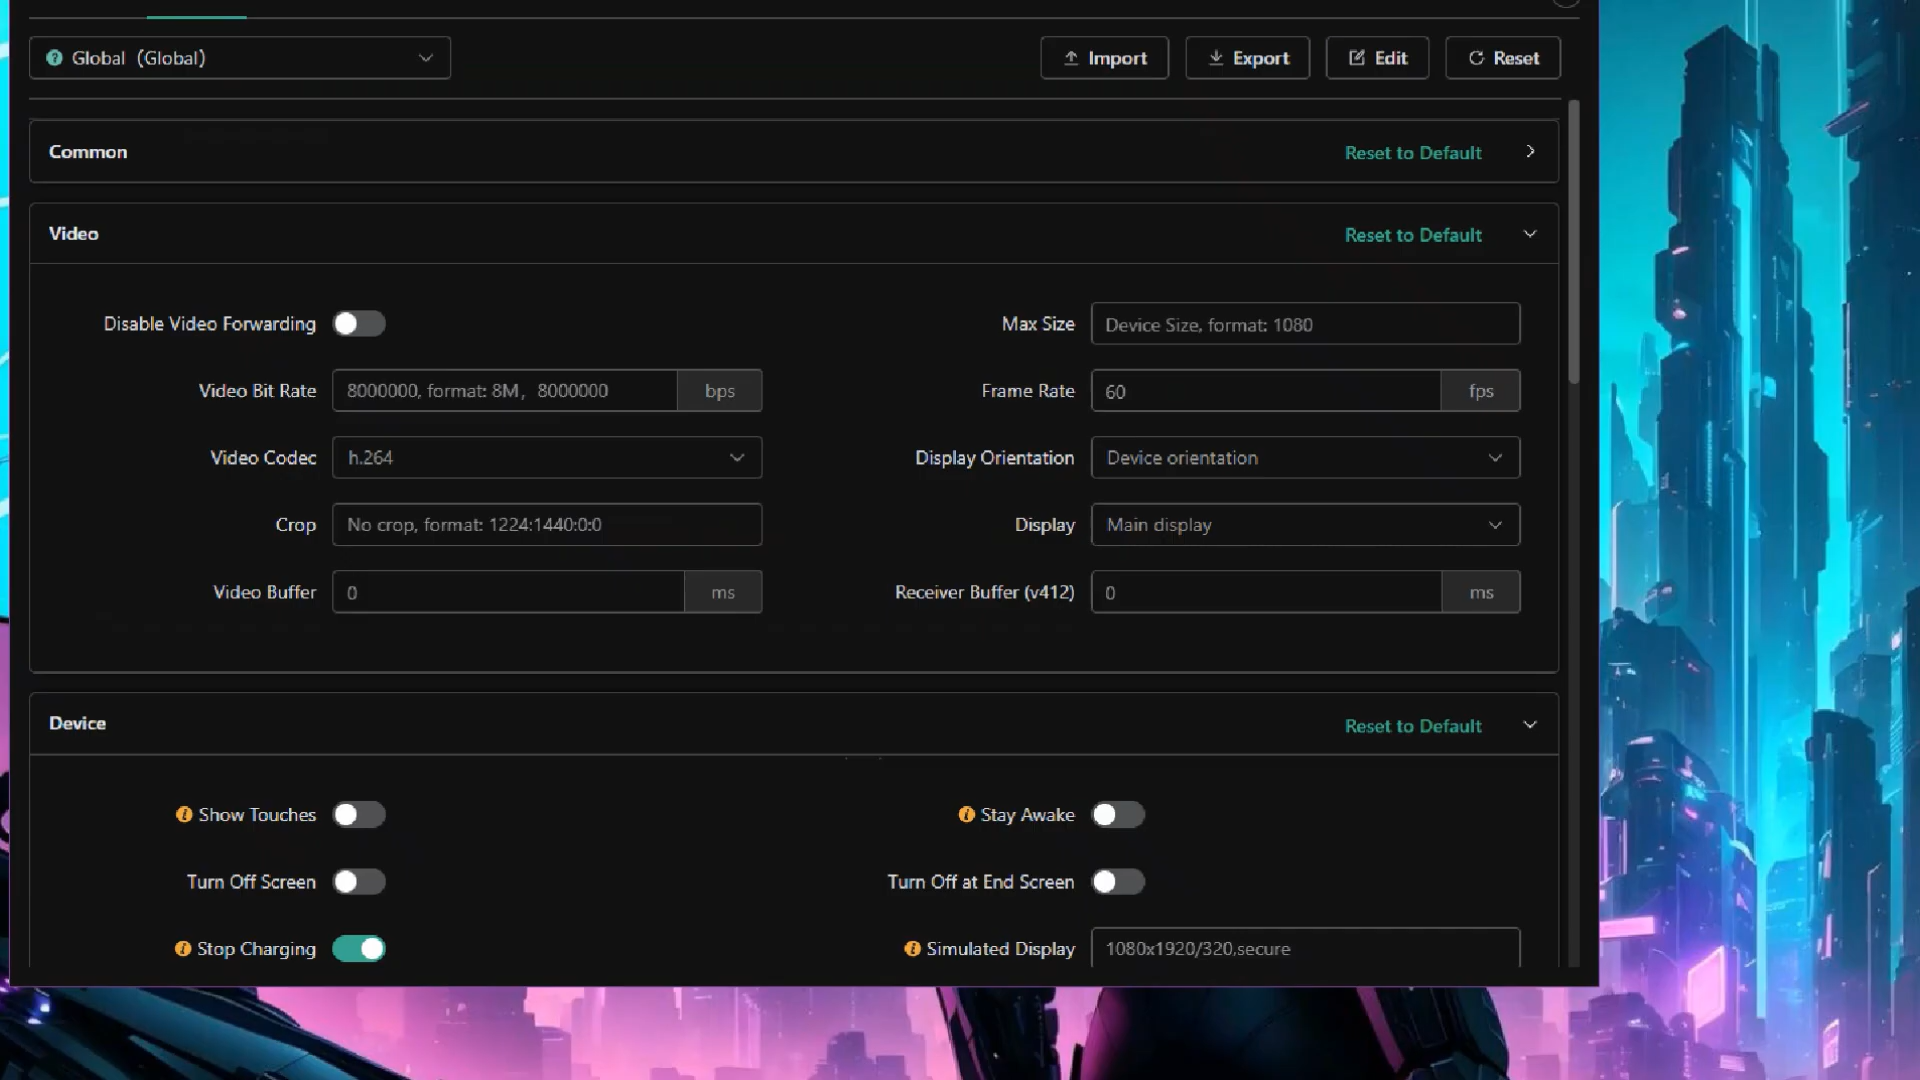 Global (Global)
Import
Export
Edit
Reset
Common
Reset to Default
Video
Reset to Default
Disable Video Forwarding
Max Size
Device Size, format: 1080
Video Bit Rate
8000000, format: 8M，8000000
bps
Frame Rate
60
fps
Video Codec
h.264
Display Orientation
Device orientation
Crop
No crop, format: 1224:1440:0:0
Display
Main display
Video Buffer
0
ms
Receiver Buffer (v412)
0
ms
Device
Reset to Default
Show Touches
Stay Awake
Turn Off Screen
Turn Off at End Screen
Stop Charging
Simulated Display
1080x1920/320,secure